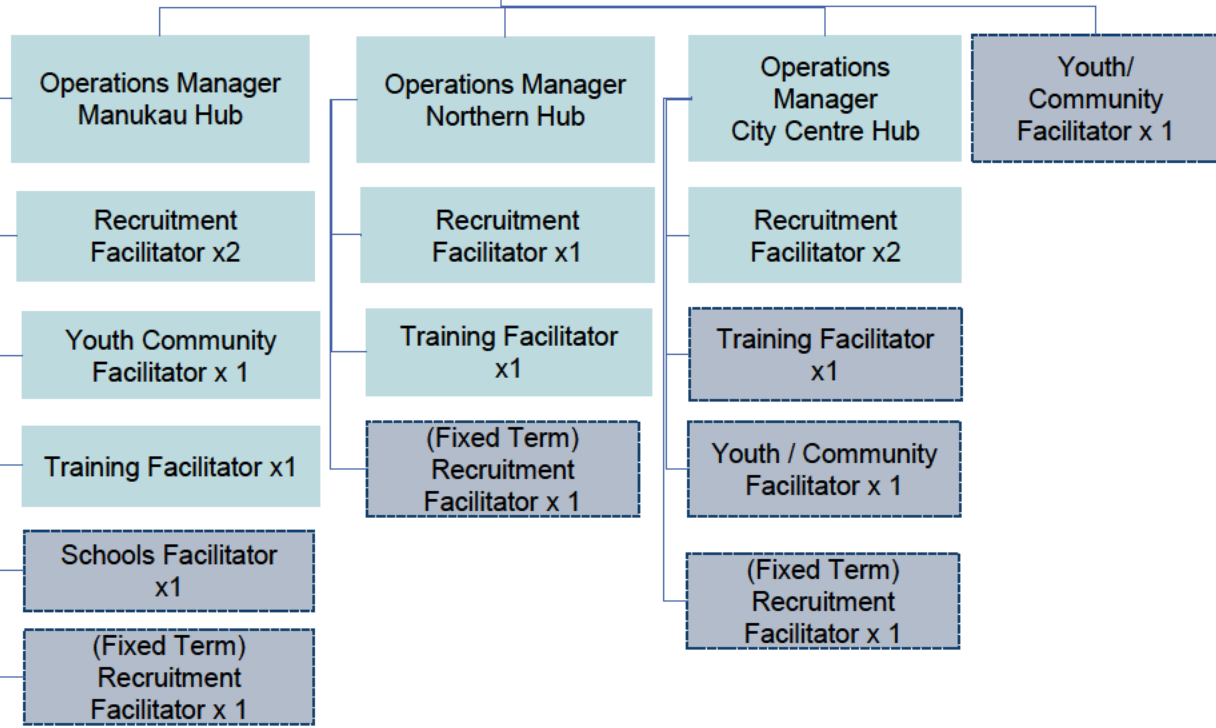 Operations Manager
Manukau Hub
Recruitment
Facilitator x2
Youth Community
Facilitator x 1
Training Facilitator x1
Schools Facilitator
x1
(Fixed Term)
Recruitment
Facilitator x 1
Operations Manager
Northern Hub
Recruitment
Facilitator x1
Training Facilitator
x1
(Fixed Term)
Recruitment
Facilitator x 1
Operations
Manager
City Centre Hub
Recruitment
Facilitator x2
Training Facilitator
x1
Youth / Community
Facilitator x 1
(Fixed Term)
Recruitment
Facilitator x 1
Youth/
Community
Facilitator x 1